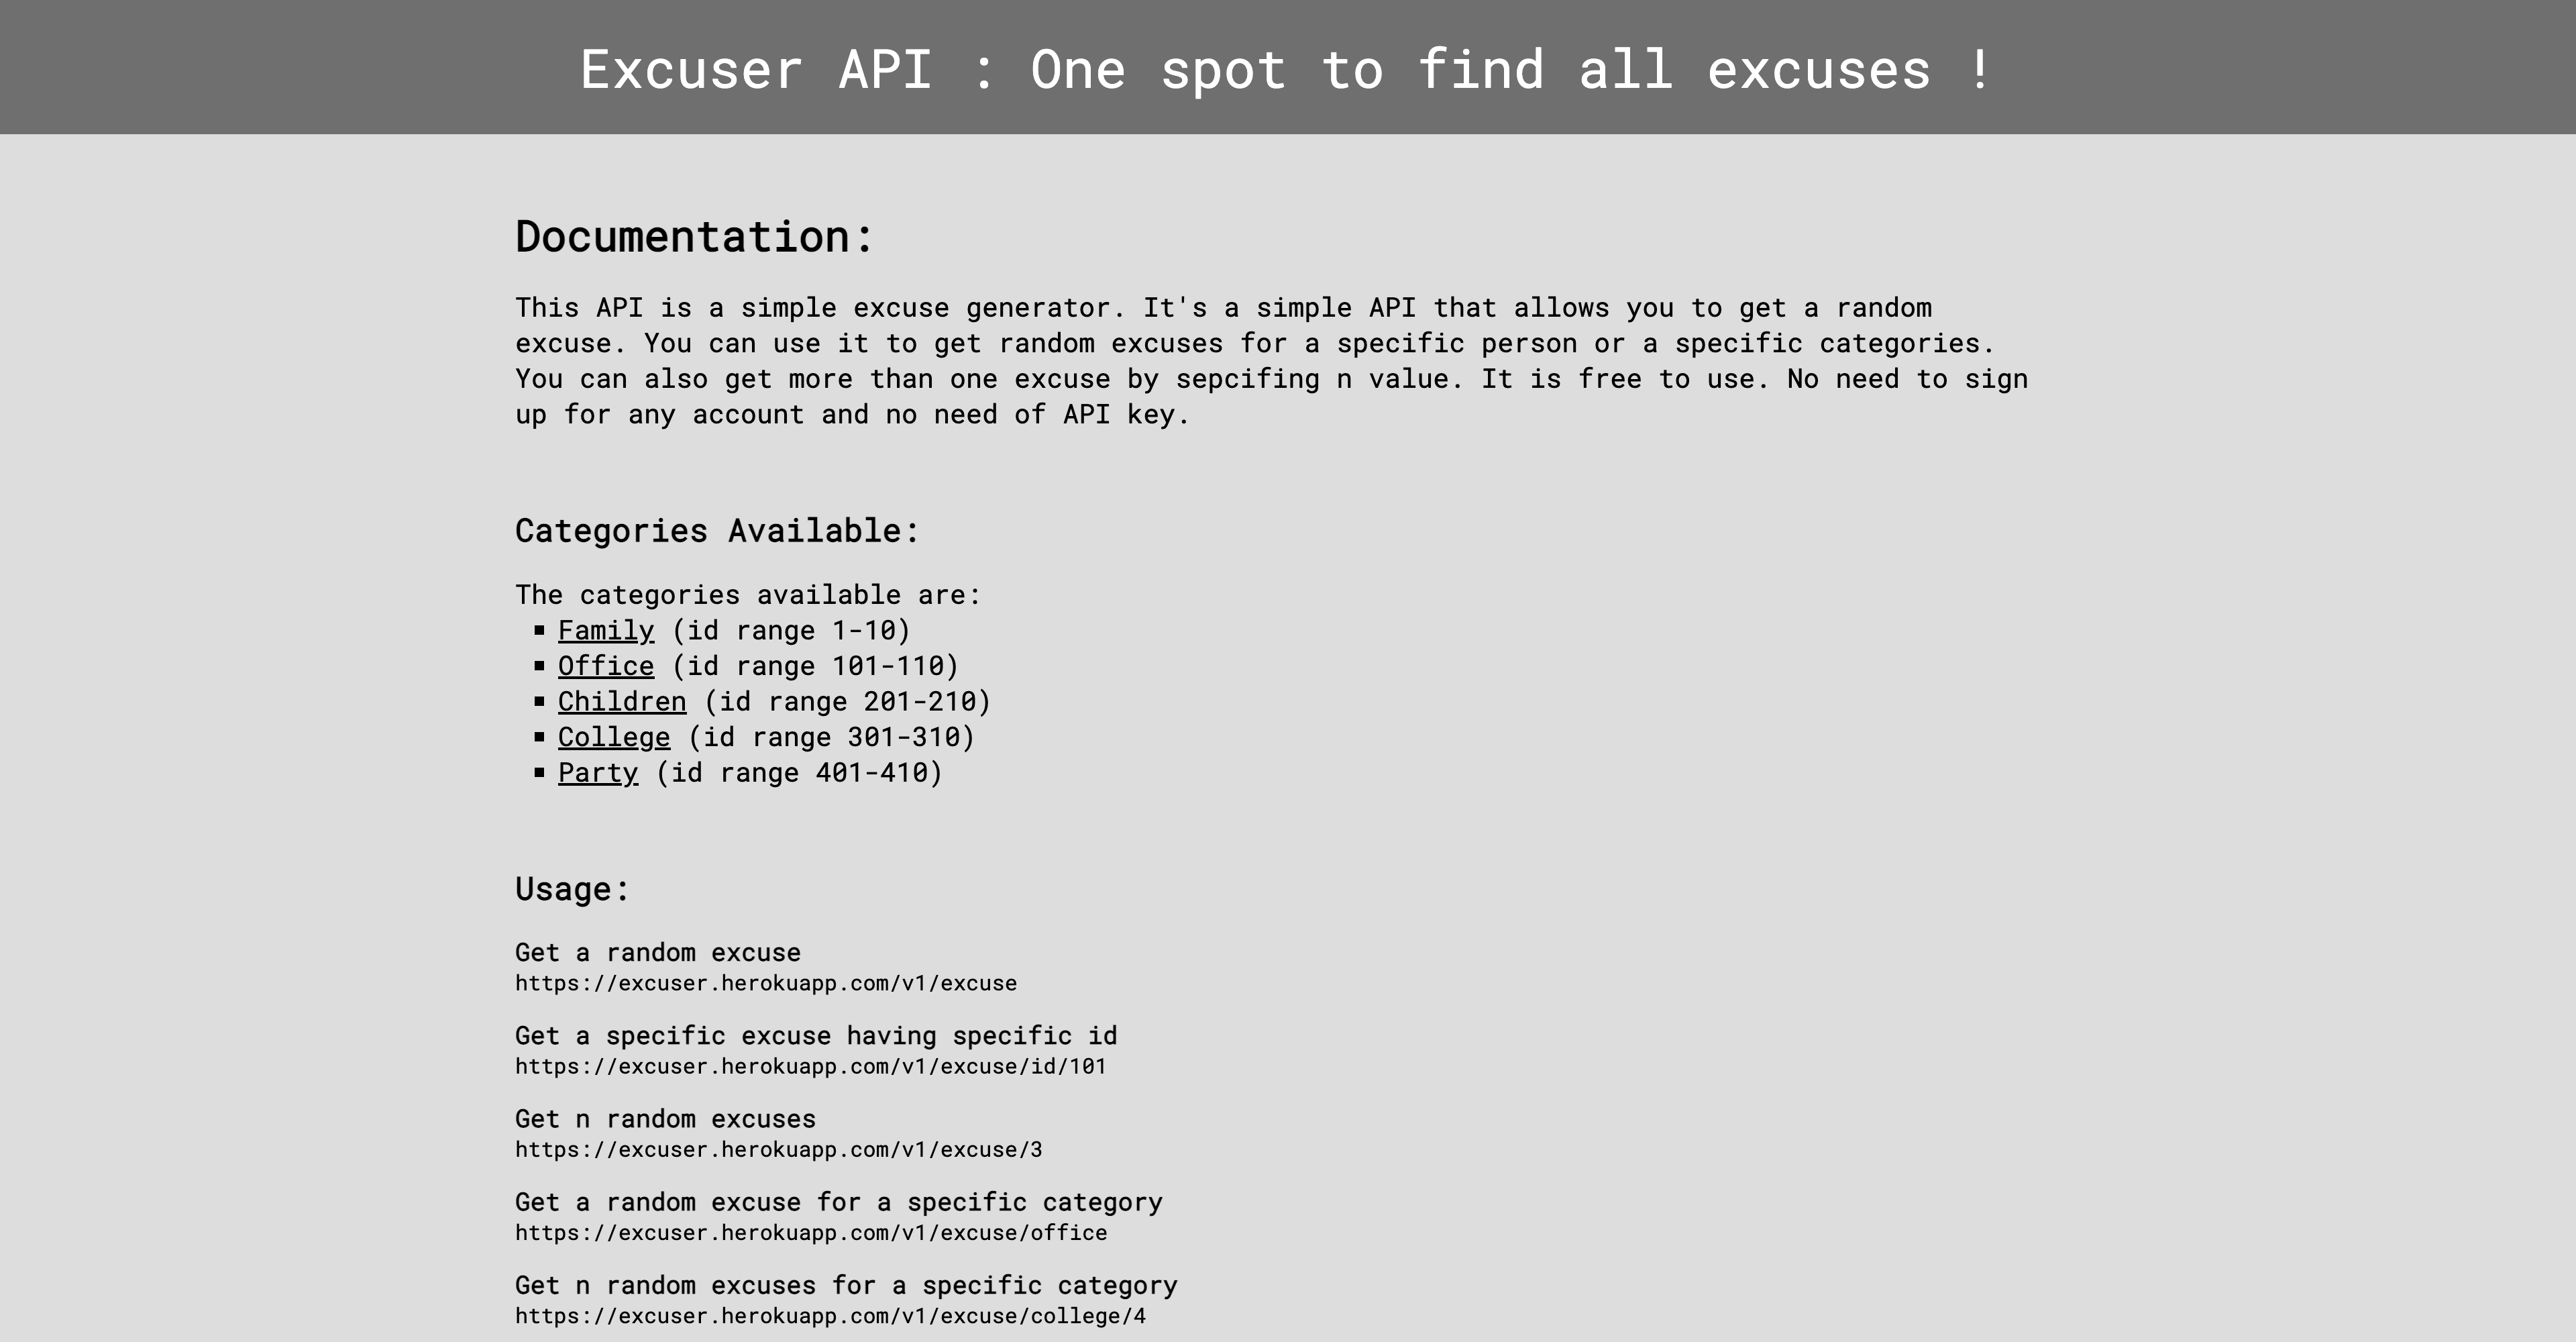 Excuser API : One spot to find all excuses !
Documentation:
This API is a simple excuse generator. It's a simple API that allows you to get a random
excuse. You can use it to get random excuses for a specific person or a specific categories.
You can also get more than one excuse by sepcifing n value. It is free to use. No need to sign
up for any account and no need of API key.
Categories Available:
The categories available are:
▪ Family (id range 1-10)
▪ Office (id range 101-110)
▪ Children (id range 201-210)
▪ College (id range 301-310)
▪ Party (id range 401-410)
Usage:
Get a random excuse
https://excuser.herokuapp.com/v1/excuse
Get a specific excuse having specific id
https://excuser.herokuapp.com/v1/excuse/id/101
Get n random excuses
https://excuser.herokuapp.com/v1/excuse/3
Get a random excuse for a specific category
https://excuser.herokuapp.com/v1/excuse/office
Get n random excuses for a specific category
https://excuser.herokuapp.com/v1/excuse/college/4